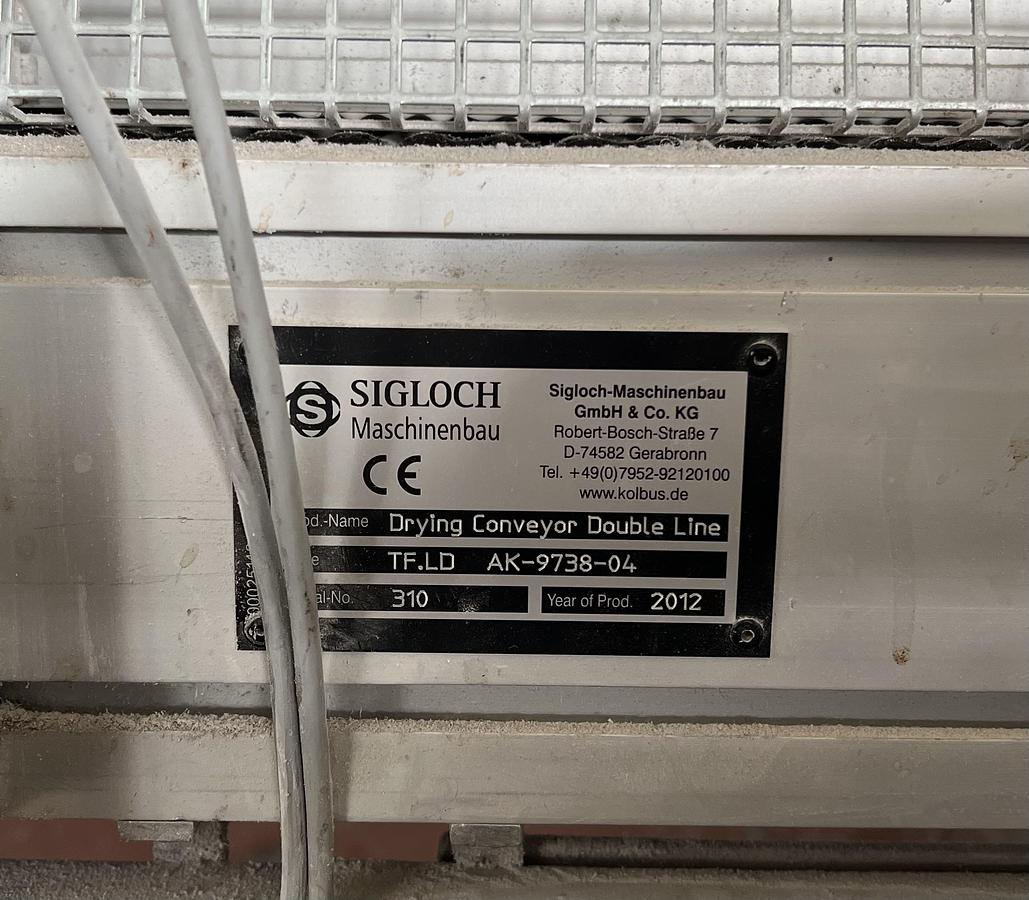 S
SIGLOCH
Maschinenbau
CE
Sigloch-Maschinenbau
GmbH & Co. KG
Robert-Bosch-Straße 7
D-74582 Gerabronn
Tel. +49(0)7952-92120100
www.kolbus.de
od.-Name Drying Conveyor Double Line
e TF.LD AK-9738-04
al-No. 310
Year of Prod. 2012